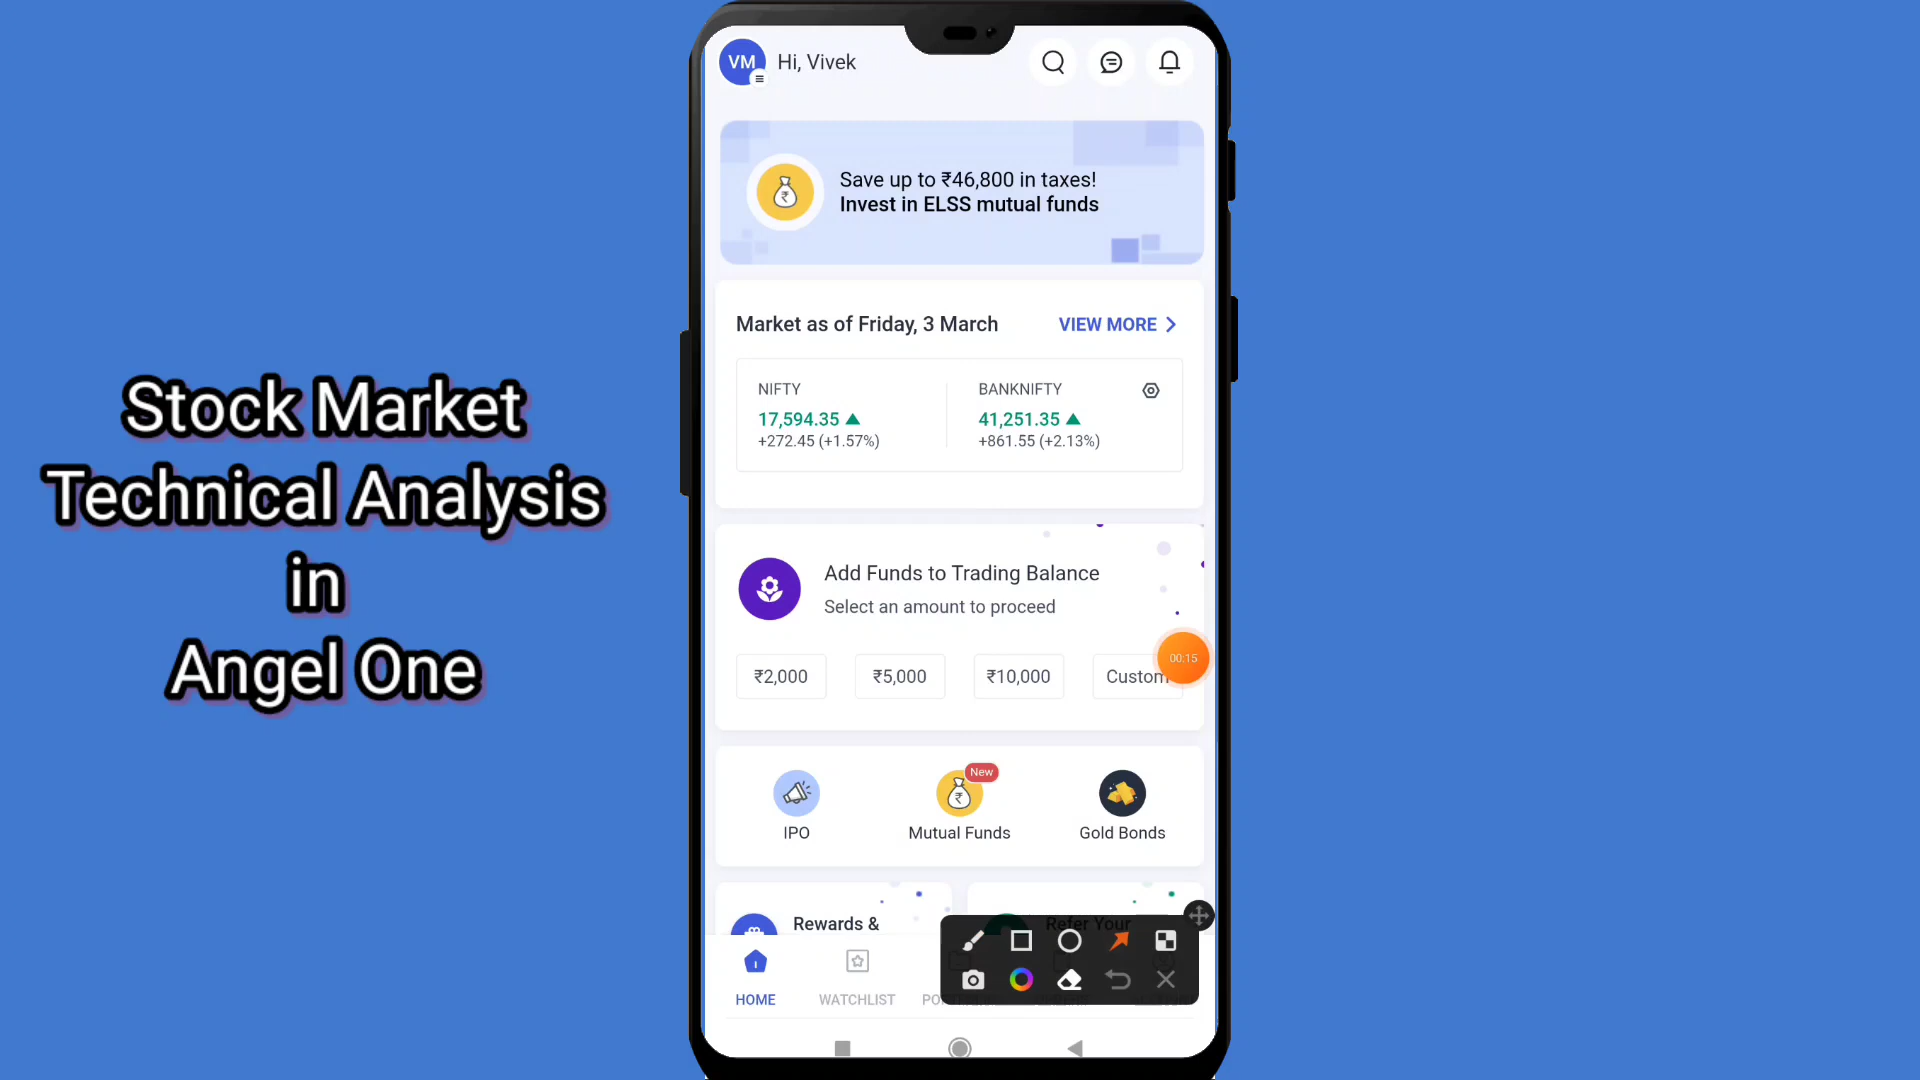 Stock Market
Technical Analysis
in
Angel One
VM
Hi, Vivek
Save up to ₹46,800 in taxes!
Invest in ELSS mutual funds
Market as of Friday, 3 March
VIEW MORE
NIFTY
17,594.35
+272.45 (+1.57%)
BANKNIFTY
41,251.35
+861.55 (+2.13%)
Add Funds to Trading Balance
Select an amount to proceed
₹2,000
₹5,000
₹10,000
Custom
00:15
IPO
New
Mutual Funds
Gold Bonds
Rewards &
Refer Your
HOME
WATCHLIST